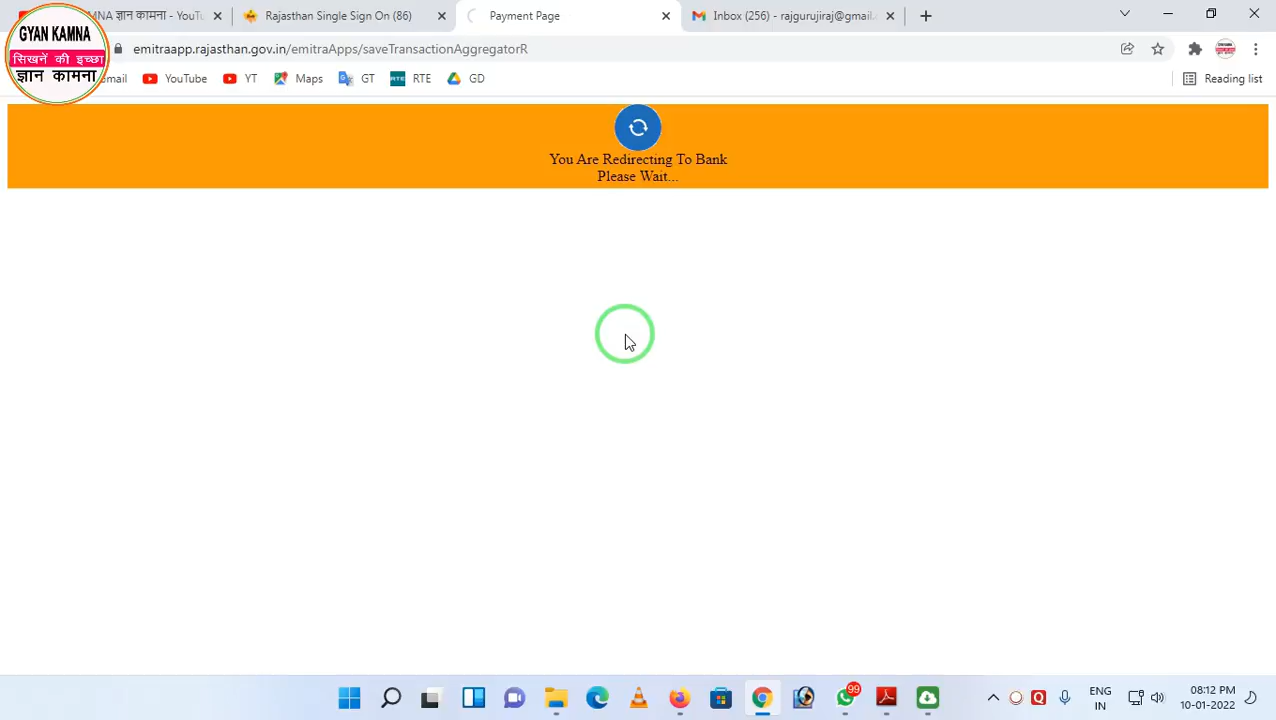 GYAN KAMNA
सिखनें की इच्छा
ज्ञान कामना
MNA ज्ञान कामना - YouTu
Rajasthan Single Sign On (86)
Payment Page
Inbox (256) - rajgurujiraj@gmail.
emitraapp.rajasthan.gov.in/emitraApps/saveTransactionAggregatorR
email
YouTube
YT
Maps
GT
RTE
RTE
GD
Reading list
You Are Redirecting To Bank
Please Wait...
99
ENG
IN
08:12 PM
10-01-2022